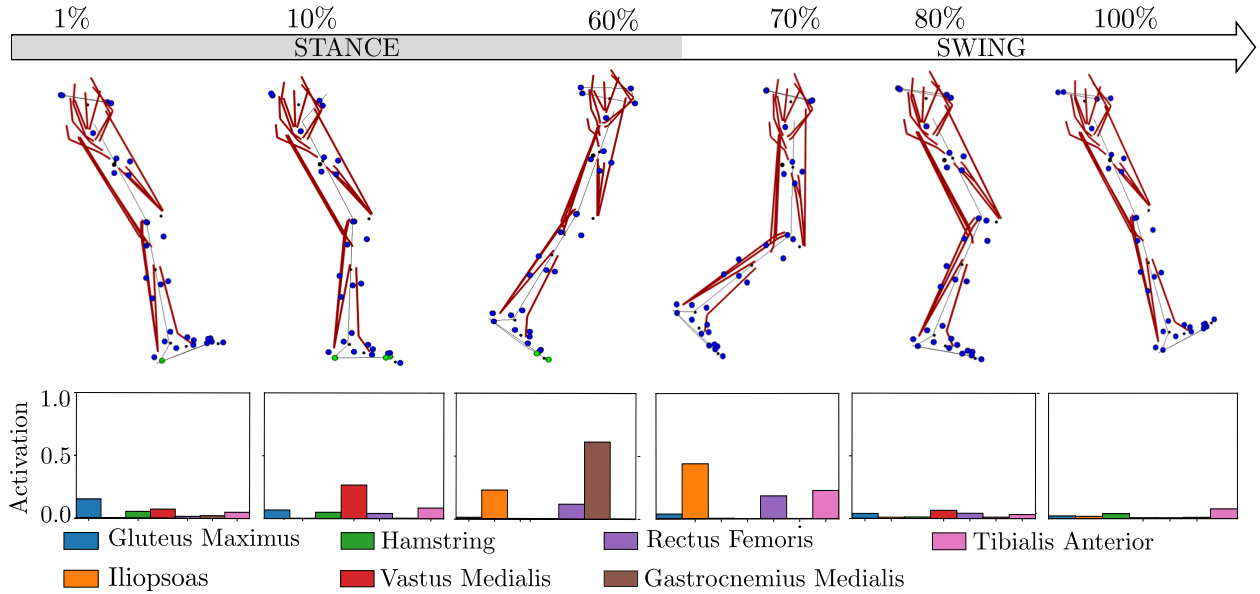 1% 10% 60% 70% 80% 100%
STANCE SWING
1.0
0.5
0.0
Activation
Gluteus Maximus Hamstring Rectus Femoris Tibialis Anterior
Iliopsoas Vastus Medialis Gastrocnemius Medialis